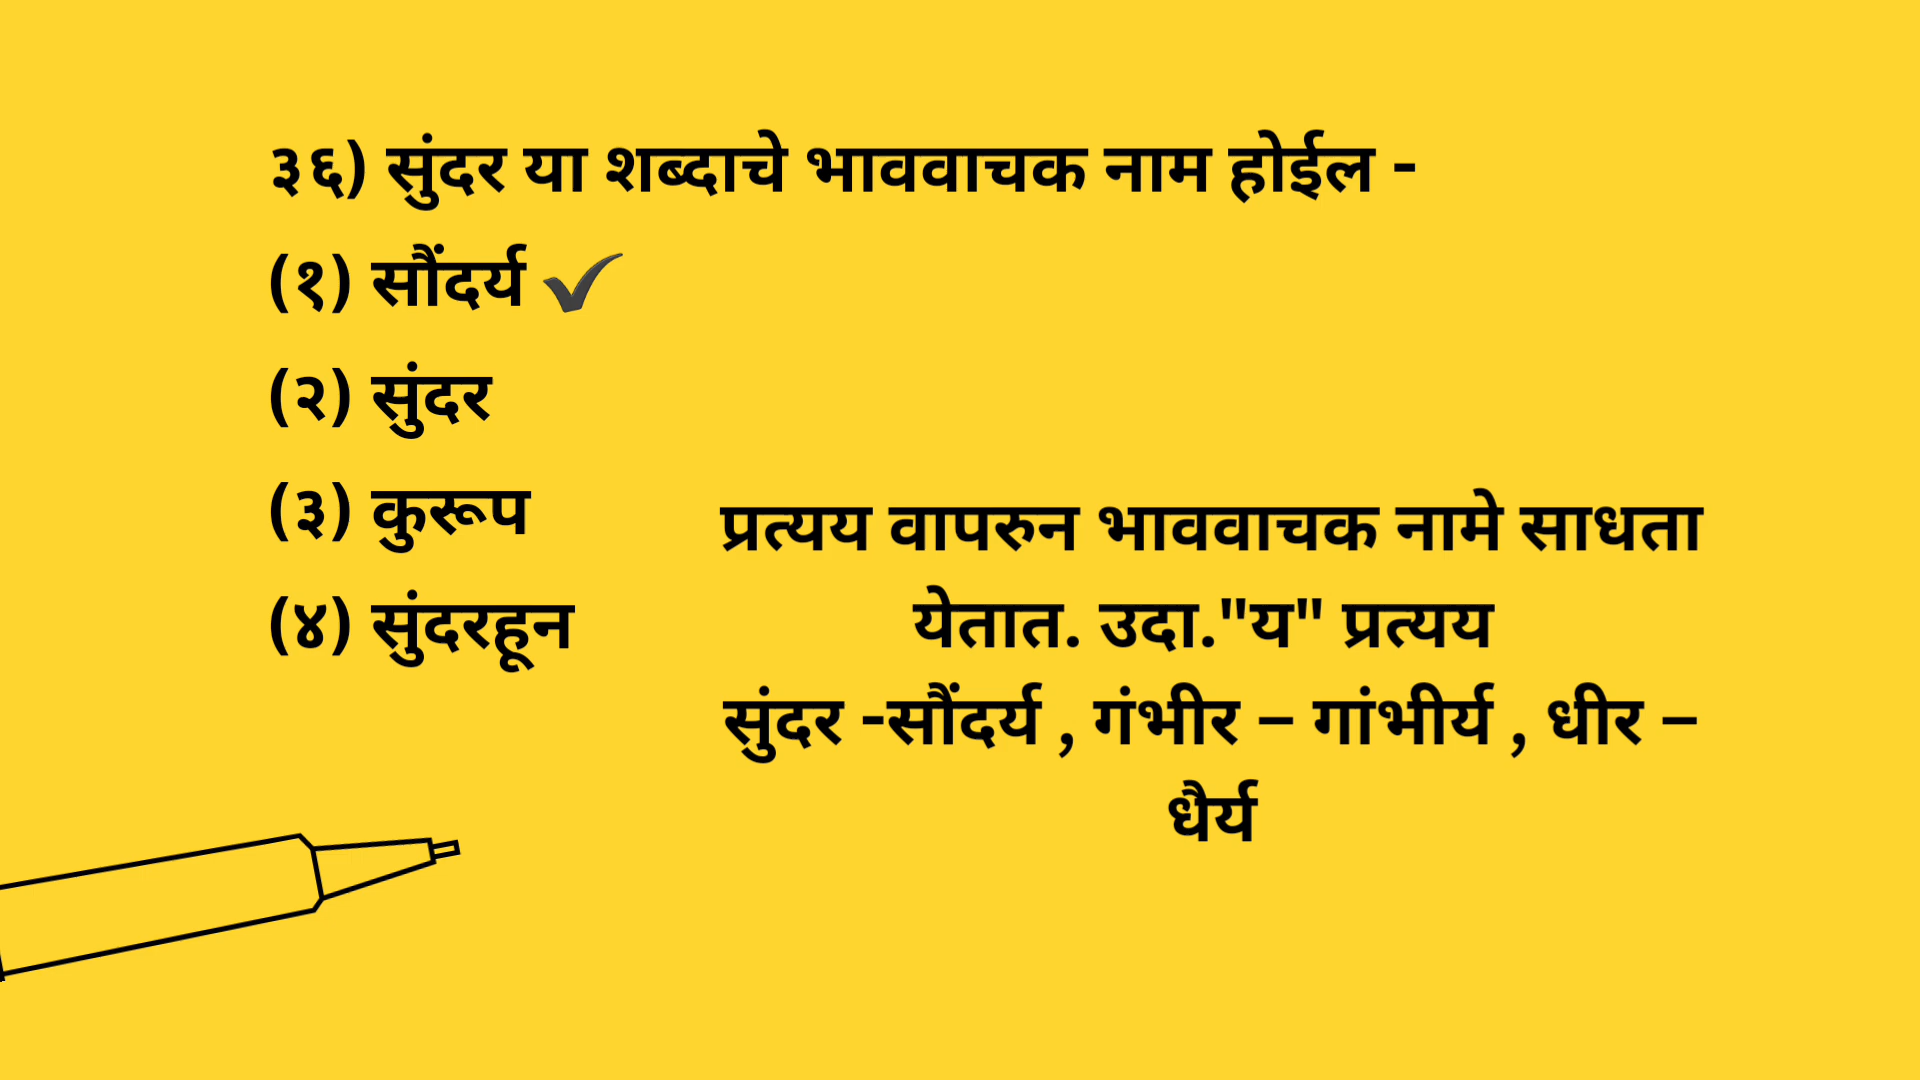 ३६) सुंदर या शब्दाचे भाववाचक नाम होईल -
(१) सौंदर्य ✔
(२) सुंदर
(३) कुरूप
(४) सुंदरहून
प्रत्यय वापरुन भाववाचक नामे साधता
येतात. उदा."य" प्रत्यय
सुंदर -सौंदर्य , गंभीर – गांभीर्य , धीर –
धैर्य